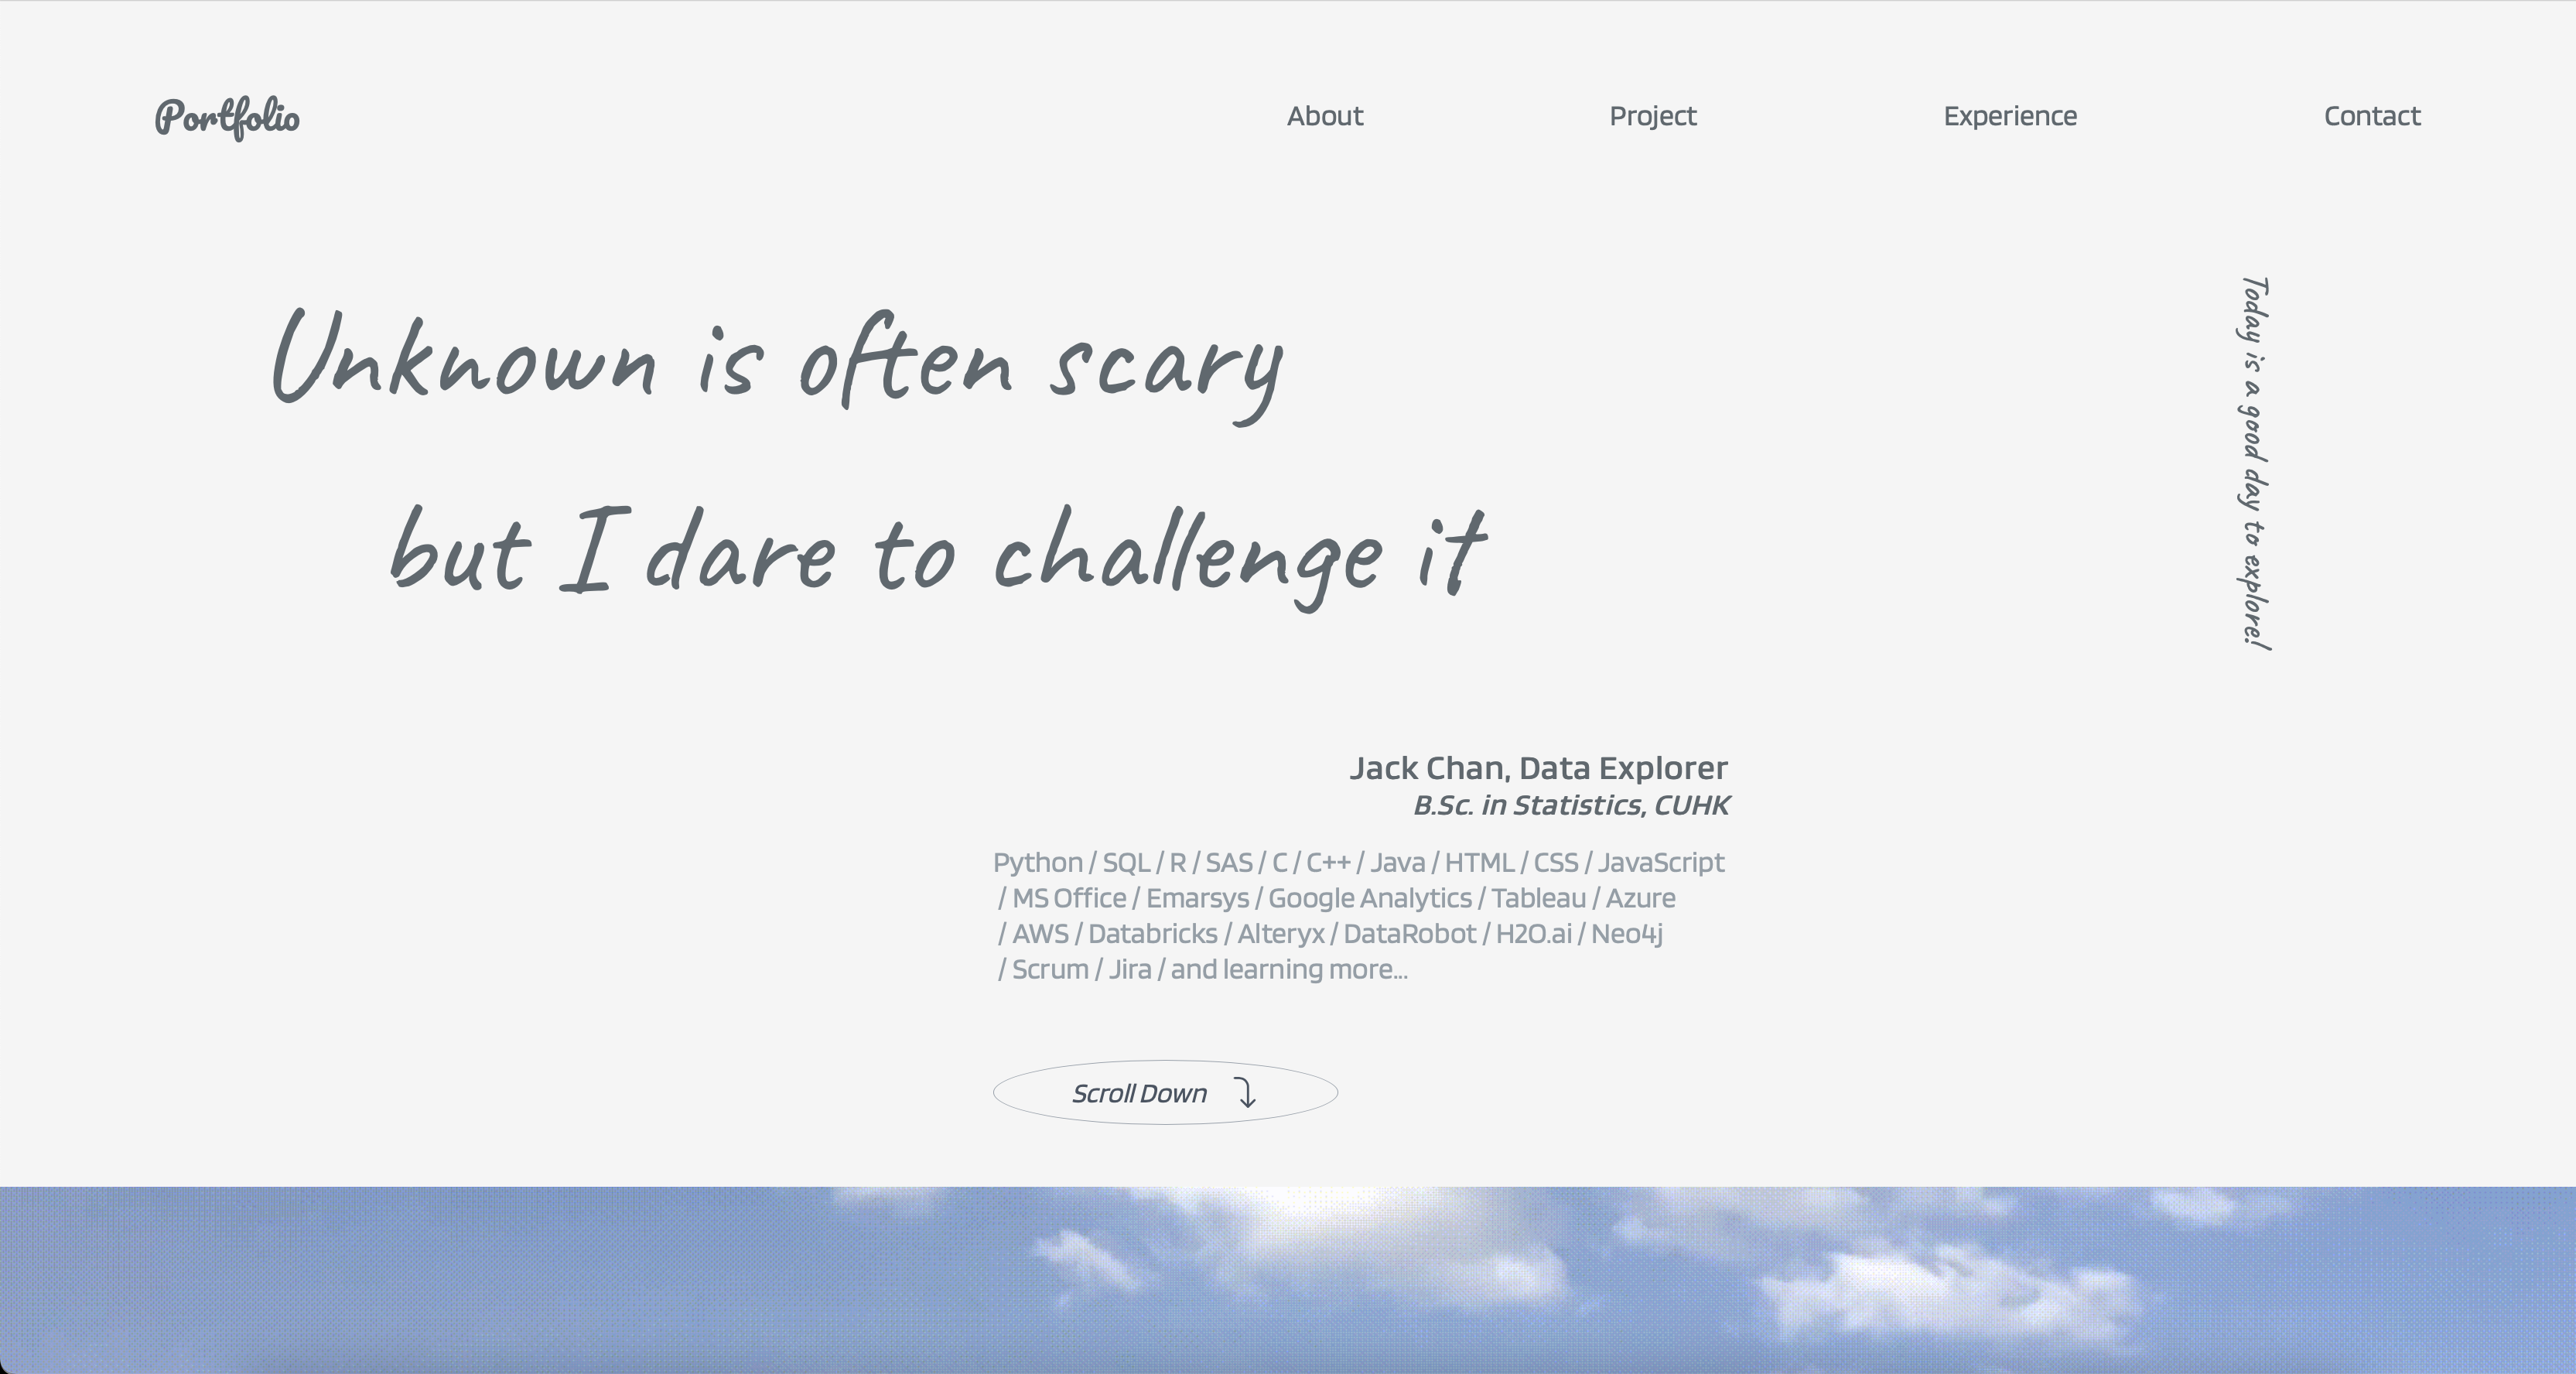 Portfolio
About
Project
Experience
Contact
Unknown is often scary
but I dare to challenge it
Today is a good day to explore!
Jack Chan, Data Explorer
B.Sc. in Statistics, CUHK
Python / SQL / R / SAS / C / C++ / Java / HTML / CSS / JavaScript
/ MS Office / Emarsys / Google Analytics / Tableau / Azure
/ AWS / Databricks / Alteryx / DataRobot / H2O.ai / Neo4j
/ Scrum / Jira / and learning more...
Scroll Down